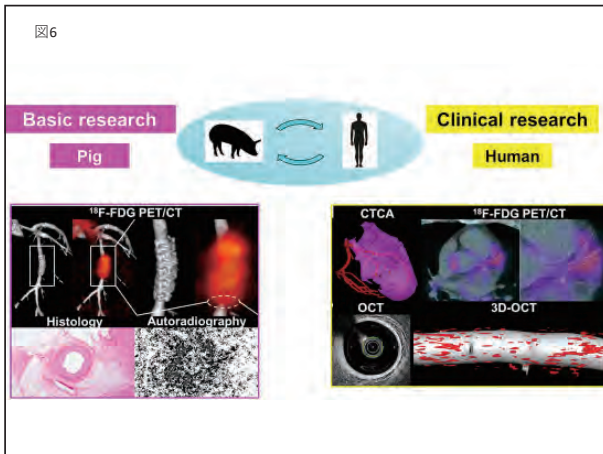 図6
Basic research
Pig
Clinical research
Human
¹⁸F-FDG PET/CT
Histology
Autoradiography
CTCA
¹⁸F-FDG PET/CT
OCT
3D-OCT